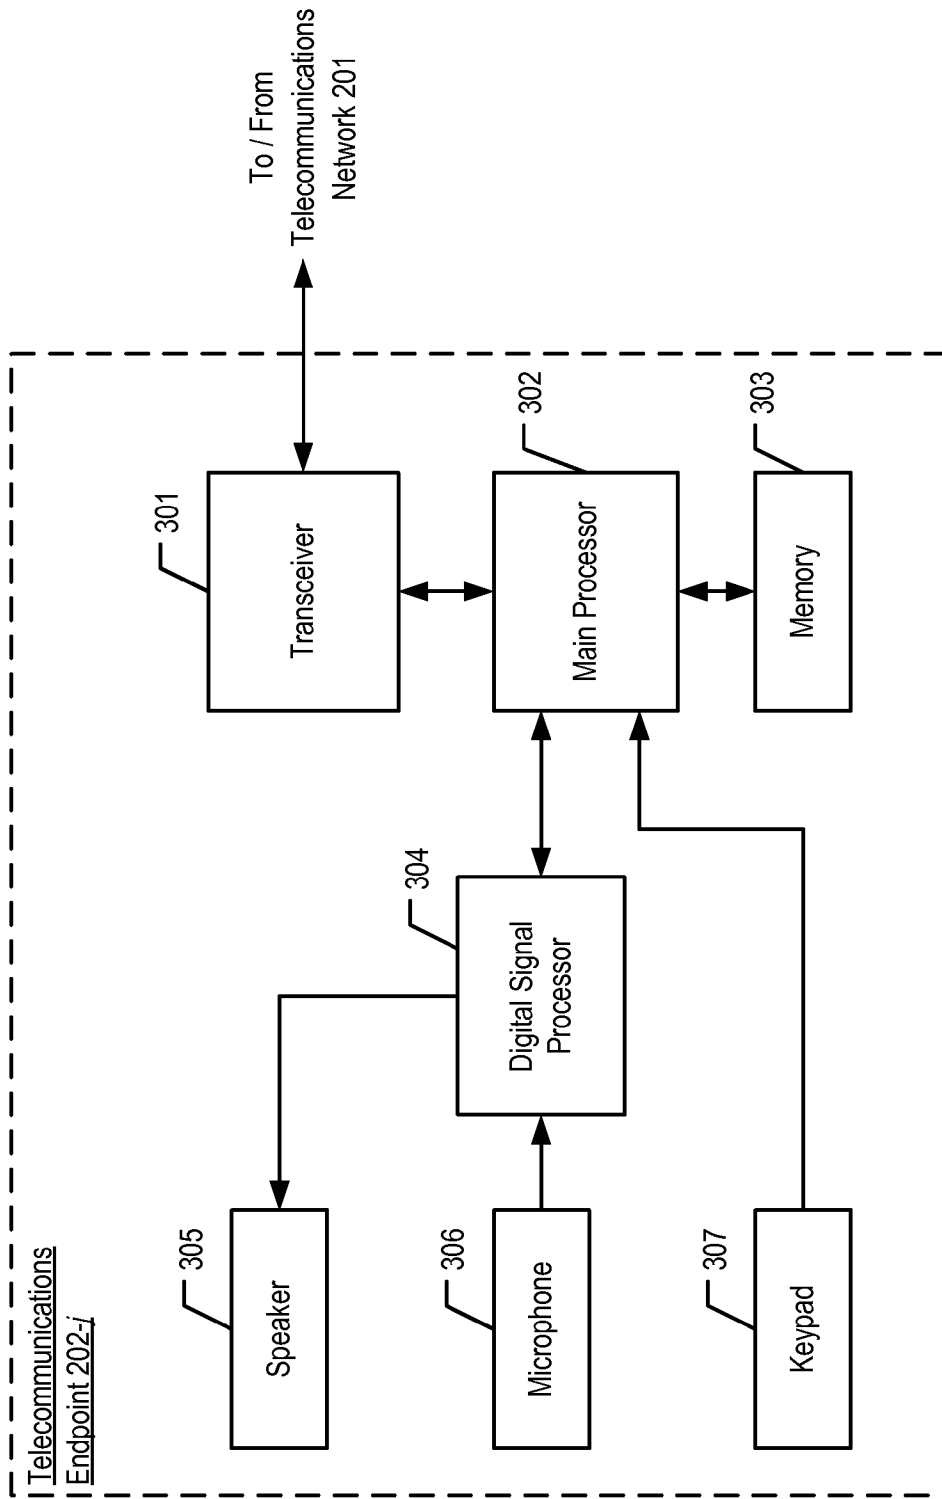 Telecommunications
Endpoint 202-i
305
Speaker
306
Microphone
307
Keypad
304
Digital Signal
Processor
301
Transceiver
302
Main Processor
303
Memory
To / From
Telecommunications
Network 201